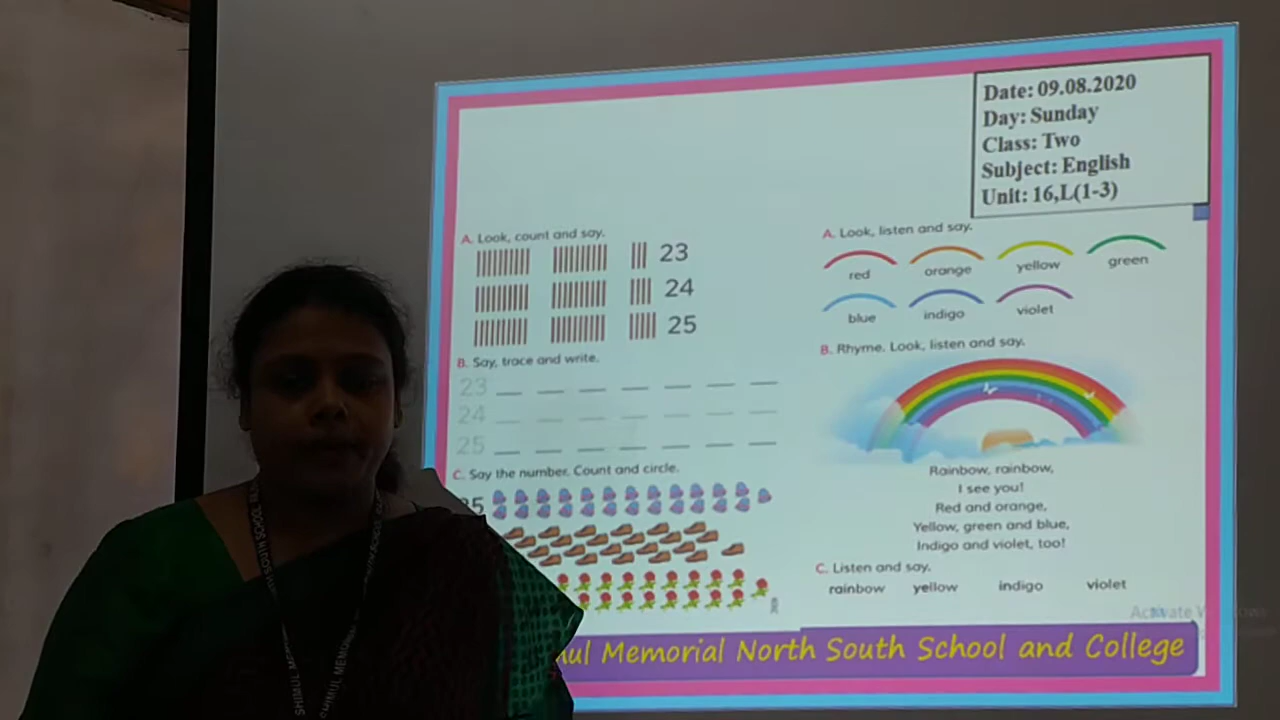 Date: 09.08.2020
Day: Sunday
Class: Two
Subject: English
Unit: 16,L(1-3)
A. Look, count and say.
23
24
25
B. Say, trace and write.
23
24
25
C. Say the number. Count and circle.
A. Look, listen and say.
red orange yellow green
blue indigo violet
B. Rhyme. Look, listen and say.
Rainbow, rainbow,
I see you!
Red and orange,
Yellow, green and blue,
Indigo and violet, too!
C. Listen and say.
rainbow yellow indigo violet
Activate
Memorial North South School and College
SHIMUL
SHIMUL MEMORIAL